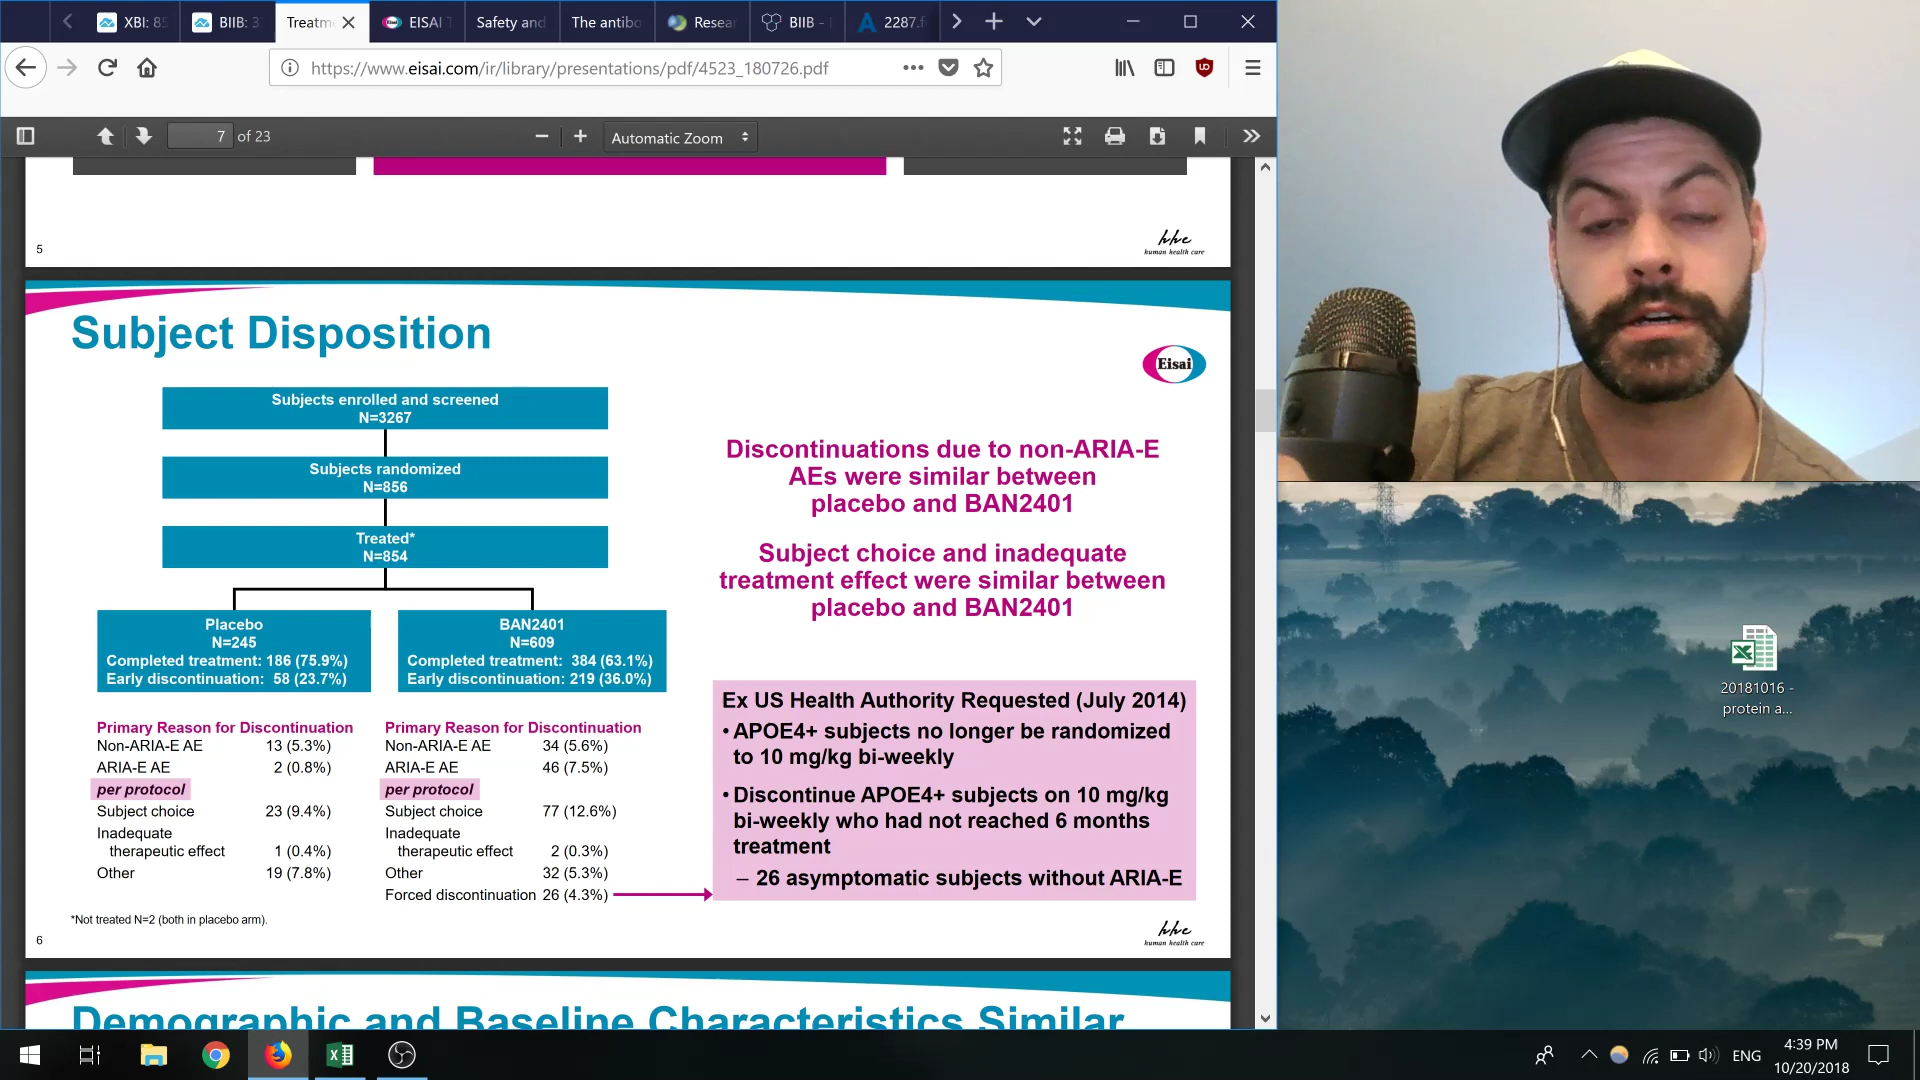 XBI: 8
BIIB: 3
Treatm
EISAI
Safety and
The antibo
Resea
BIIB -
2287.f
https://www.eisai.com/ir/library/presentations/pdf/4523_180726.pdf
7 of 23
Automatic Zoom
5
hhc
human health care
Subject Disposition
Eisai
Subjects enrolled and screened
N=3267
Subjects randomized
N=856
Treated*
N=854
Placebo
N=245
Completed treatment: 186 (75.9%)
Early discontinuation: 58 (23.7%)
BAN2401
N=609
Completed treatment: 384 (63.1%)
Early discontinuation: 219 (36.0%)
Primary Reason for Discontinuation
Non-ARIA-E AE 13 (5.3%)
ARIA-E AE 2 (0.8%)
per protocol
Subject choice 23 (9.4%)
Inadequate
therapeutic effect 1 (0.4%)
Other 19 (7.8%)
Primary Reason for Discontinuation
Non-ARIA-E AE 34 (5.6%)
ARIA-E AE 46 (7.5%)
per protocol
Subject choice 77 (12.6%)
Inadequate
therapeutic effect 2 (0.3%)
Other 32 (5.3%)
Forced discontinuation 26 (4.3%)
Discontinuations due to non-ARIA-E
AEs were similar between
placebo and BAN2401
Subject choice and inadequate
treatment effect were similar between
placebo and BAN2401
Ex US Health Authority Requested (July 2014)
• APOE4+ subjects no longer be randomized
to 10 mg/kg bi-weekly
• Discontinue APOE4+ subjects on 10 mg/kg
bi-weekly who had not reached 6 months
treatment
– 26 asymptomatic subjects without ARIA-E
*Not treated N=2 (both in placebo arm).
6
hhc
human health care
Demographic and Baseline Characteristics Similar
20181016 -
protein a...
ENG
4:39 PM
10/20/2018